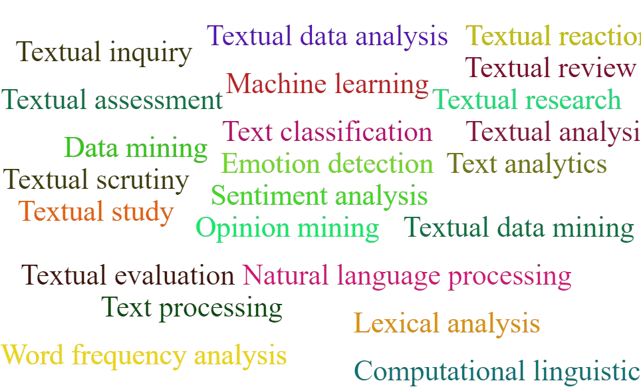 Textual data analysis
Textual reaction
Textual inquiry
Textual review
Machine learning
Textual assessment
Textual research
Text classification
Textual analysi
Data mining
Emotion detection
Text analytics
Textual scrutiny
Sentiment analysis
Textual study
Opinion mining
Textual data mining
Textual evaluation
Natural language processing
Text processing
Lexical analysis
Word frequency analysis
Computational linguistic